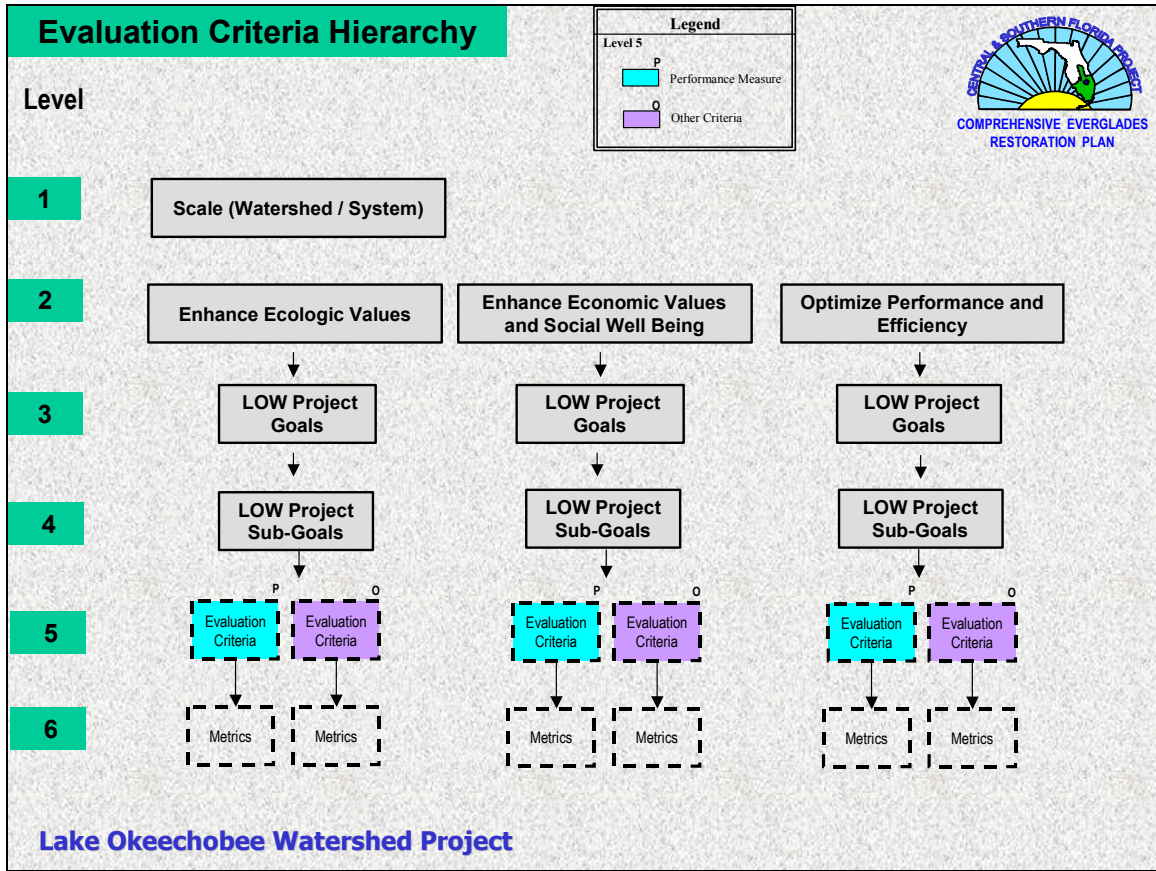 Evaluation Criteria Hierarchy
Legend
Level 5
P
Performance Measure
O
Other Criteria
CENTRAL & SOUTHERN FLORIDA PROJECT
COMPREHENSIVE EVERGLADES
RESTORATION PLAN
Level
1
Scale (Watershed / System)
2
Enhance Ecologic Values
Enhance Economic Values
and Social Well Being
Optimize Performance and
Efficiency
3
LOW Project
Goals
LOW Project
Goals
LOW Project
Goals
4
LOW Project
Sub-Goals
LOW Project
Sub-Goals
LOW Project
Sub-Goals
5
P
Evaluation
Criteria
O
Evaluation
Criteria
P
Evaluation
Criteria
O
Evaluation
Criteria
P
Evaluation
Criteria
O
Evaluation
Criteria
6
Metrics
Metrics
Metrics
Metrics
Metrics
Metrics
Lake Okeechobee Watershed Project